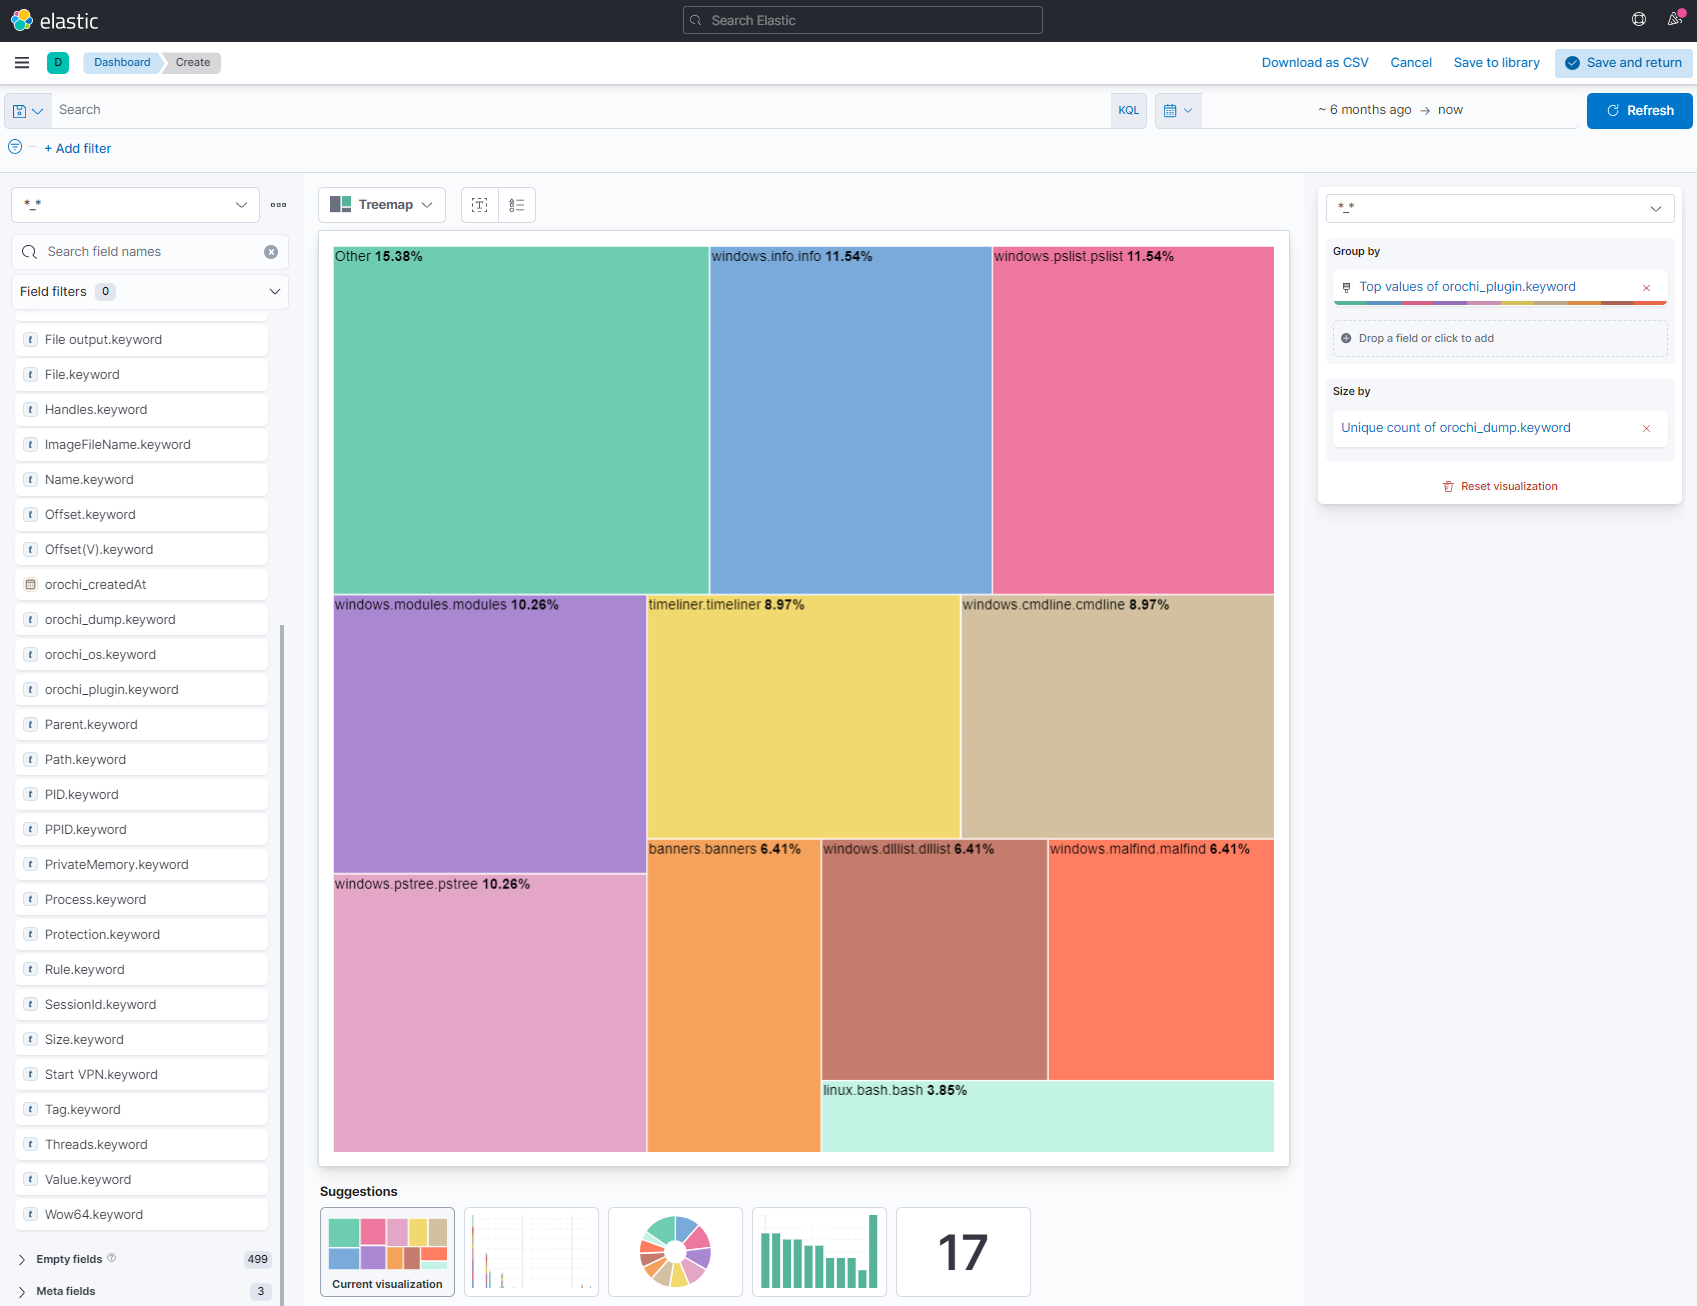 elastic
Search Elastic
D
Dashboard
Create
Download as CSV
Cancel
Save to library
Save and return
Search
KQL
~ 6 months ago → now
Refresh
+ Add filter
*_*
Search field names
Field filters 0
t File output.keyword
t File.keyword
t Handles.keyword
t ImageFileName.keyword
t Name.keyword
t Offset.keyword
t Offset(V).keyword
orochi_createdAt
t orochi_dump.keyword
t orochi_os.keyword
t orochi_plugin.keyword
t Parent.keyword
t Path.keyword
t PID.keyword
t PPID.keyword
t PrivateMemory.keyword
t Process.keyword
t Protection.keyword
t Rule.keyword
t SessionId.keyword
t Size.keyword
t Start VPN.keyword
t Tag.keyword
t Threads.keyword
t Value.keyword
t Wow64.keyword
Empty fields ? 499
Meta fields 3
Treemap
Other 15.38%
windows.info.info 11.54%
windows.pslist.pslist 11.54%
windows.modules.modules 10.26%
timeliner.timeliner 8.97%
windows.cmdline.cmdline 8.97%
banners.banners 6.41%
windows.dlllist.dlllist 6.41%
windows.malfind.malfind 6.41%
windows.pstree.pstree 10.26%
linux.bash.bash 3.85%
Suggestions
Current visualization
17
*_*
Group by
Top values of orochi_plugin.keyword
Drop a field or click to add
Size by
Unique count of orochi_dump.keyword
Reset visualization